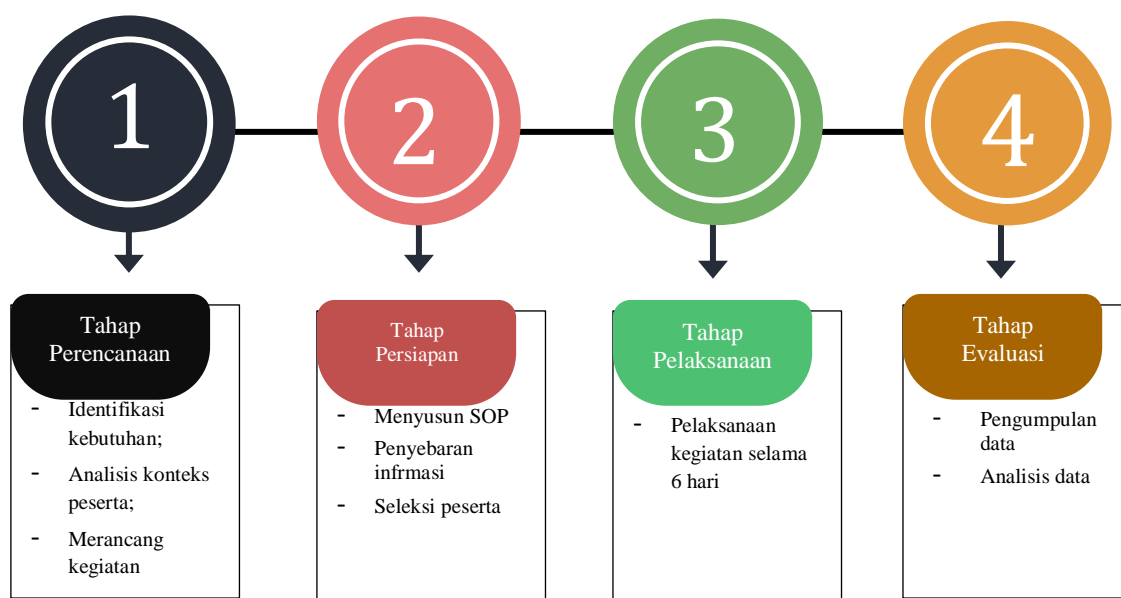 1
2
3
4
Tahap
Perencanaan
- Identifikasi
kebutuhan;
- Analisis konteks
peserta;
- Merancang
kegiatan
Tahap
Persiapan
- Menyusun SOP
- Penyebaran
infrmasi
- Seleksi peserta
Tahap
Pelaksanaan
- Pelaksanaan
kegiatan selama
6 hari
Tahap
Evaluasi
- Pengumpulan
data
- Analisis data